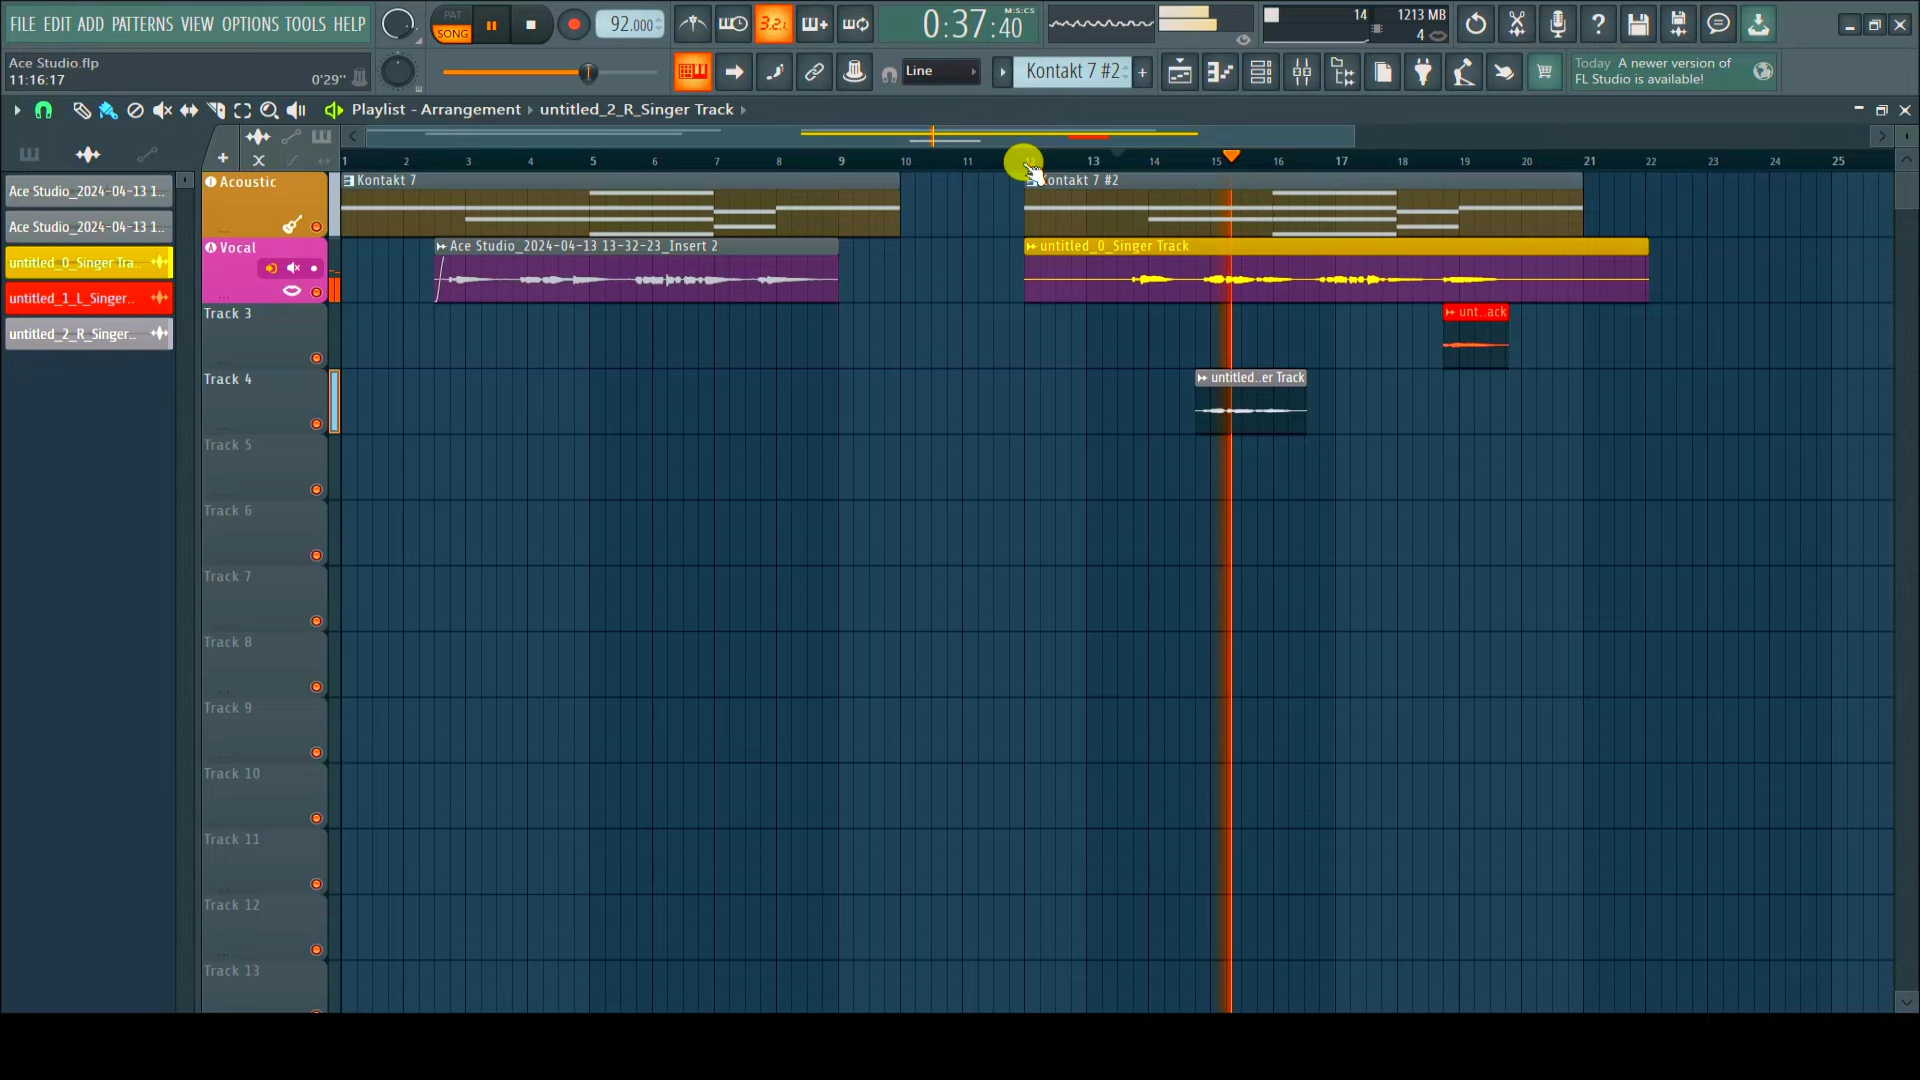 FILE EDIT ADD PATTERNS VIEW OPTIONS TOOLS HELP
PAT
SONG
92.000
3.2.
M:S:CS
0:37:40
14
1213 MB
4
Ace Studio.flp
11:16:17
0'29"
Line
Kontakt 7 #2
Today A newer version of
FL Studio is available!
Playlist - Arrangement
untitled_2_R_Singer Track
1 2 3 4 5 6 7 8 9 10 11 12 13 14 15 16 17 18 19 20 21 22 23 24 25
Ace Studio_2024-04-13 1..
Ace Studio_2024-04-13 1..
untitled_0_Singer Tra..
untitled_1_L_Singer..
untitled_2_R_Singer..
Acoustic
Kontakt 7
Kontakt 7 #2
Vocal
Ace Studio_2024-04-13 13-32-23_Insert 2
untitled_0_Singer Track
Track 3
unt..ack
Track 4
untitled..er Track
Track 5
Track 6
Track 7
Track 8
Track 9
Track 10
Track 11
Track 12
Track 13